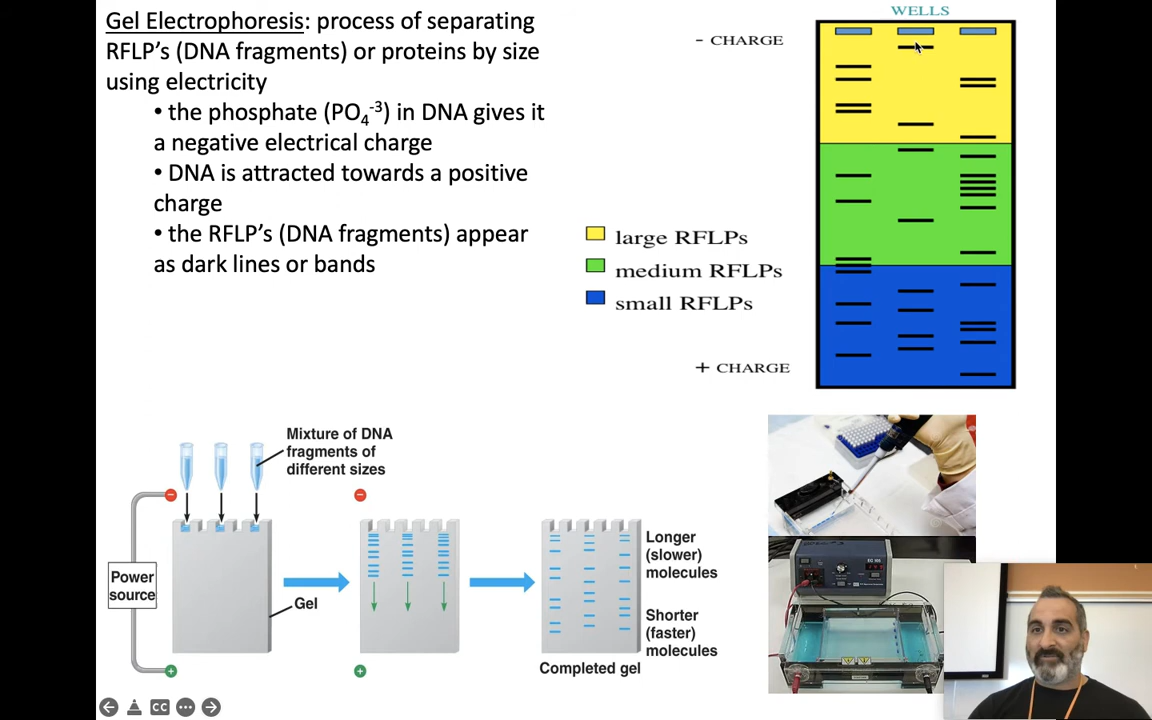 Gel Electrophoresis: process of separating
RFLP's (DNA fragments) or proteins by size
using electricity
• the phosphate (PO₄⁻³) in DNA gives it
a negative electrical charge
• DNA is attracted towards a positive
charge
• the RFLP's (DNA fragments) appear
as dark lines or bands
WELLS
- CHARGE
large RFLPs
medium RFLPs
small RFLPs
+ CHARGE
Mixture of DNA
fragments of
different sizes
Power
source
Gel
Longer
(slower)
molecules
Shorter
(faster)
molecules
Completed gel
CC